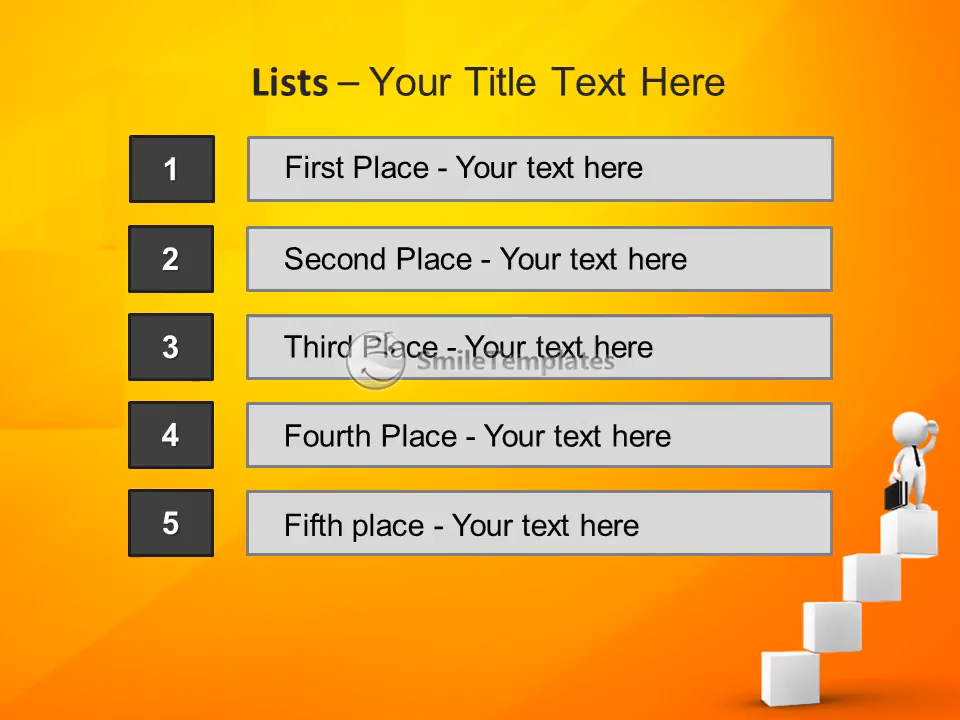 Lists – Your Title Text Here
1 First Place - Your text here
2 Second Place - Your text here
3 Third Place - Your text here
SmileTemplates
4 Fourth Place - Your text here
5 Fifth place - Your text here